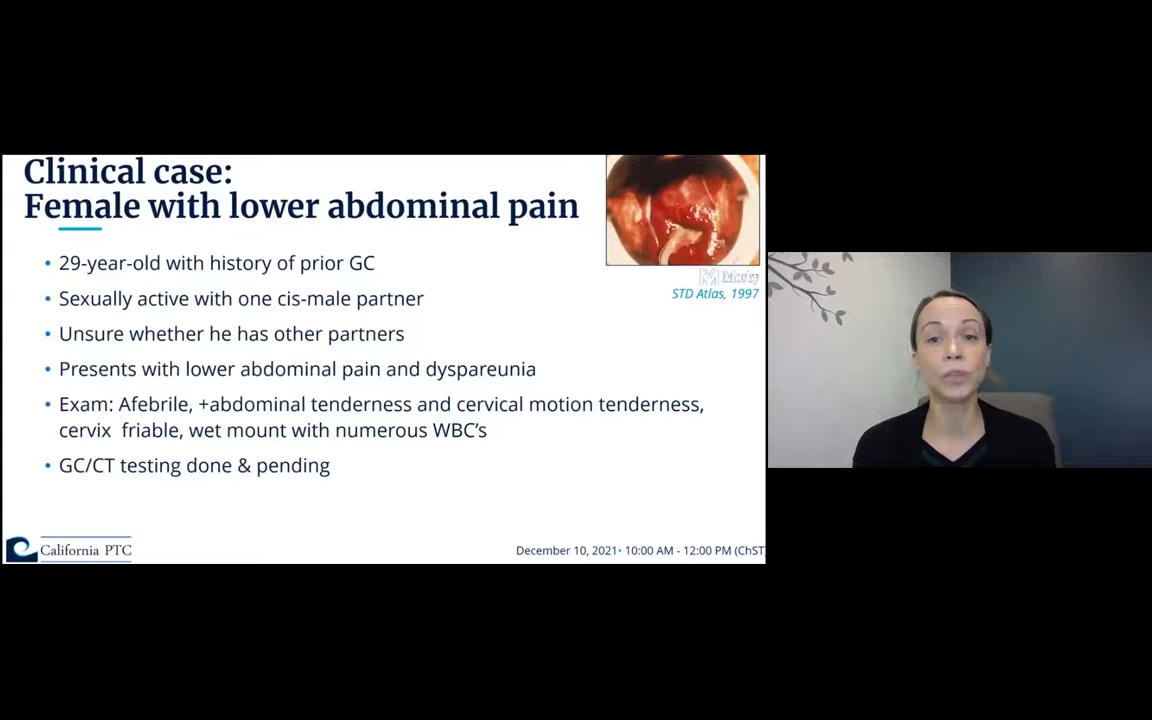 Clinical case:
Female with lower abdominal pain
• 29-year-old with history of prior GC
• Sexually active with one cis-male partner
• Unsure whether he has other partners
• Presents with lower abdominal pain and dyspareunia
• Exam: Afebrile, +abdominal tenderness and cervical motion tenderness,
cervix friable, wet mount with numerous WBC's
• GC/CT testing done & pending
STD Atlas, 1997
California PTC
December 10, 2021• 10:00 AM - 12:00 PM (ChST